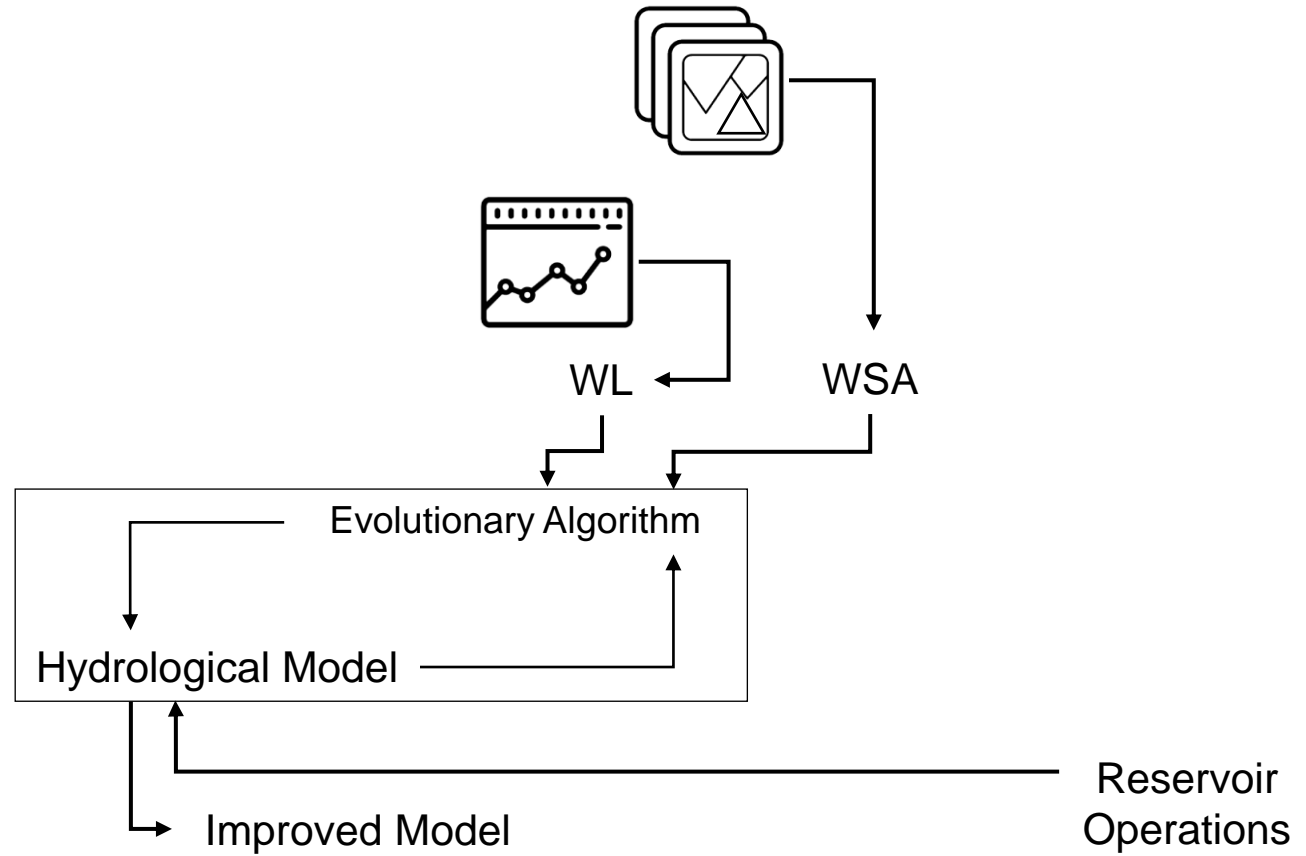 WL
WSA
Evolutionary Algorithm
Hydrological Model
Reservoir
Operations
Improved Model